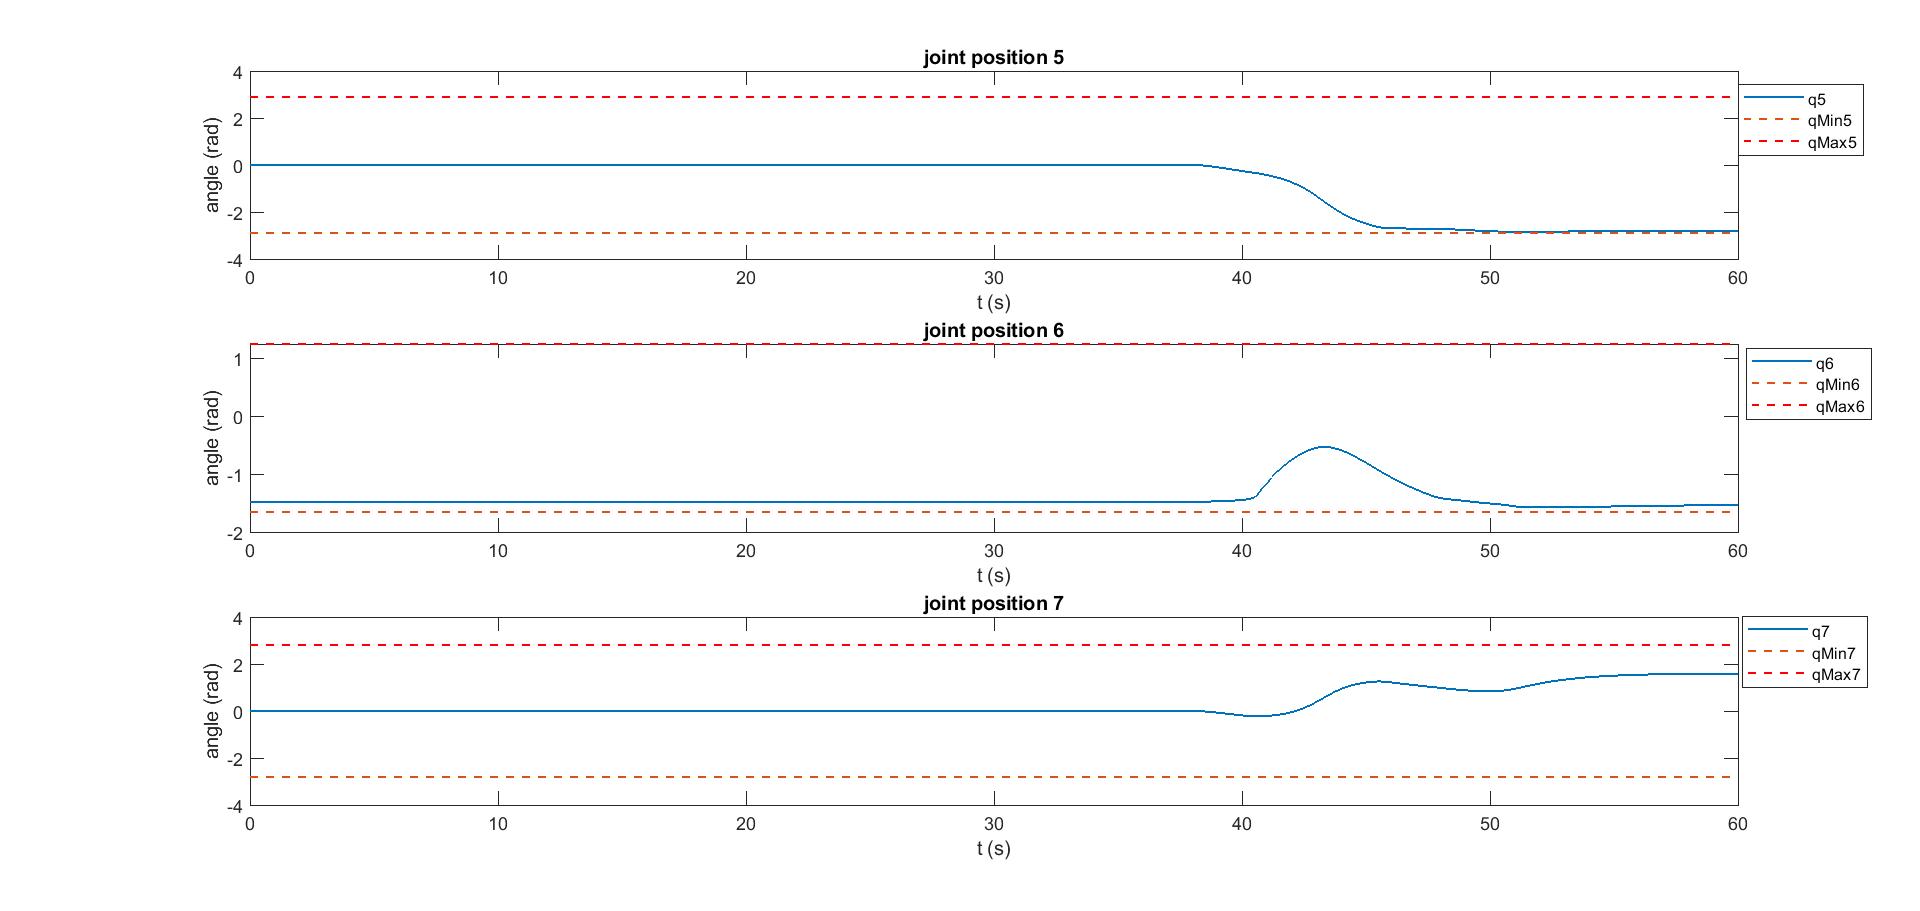 joint position 5
4
2
0
-2
-4
angle (rad)
0 10 20 30 40 50 60
t (s)
q5
qMin5
qMax5
joint position 6
1
0
-1
-2
angle (rad)
0 10 20 30 40 50 60
t (s)
q6
qMin6
qMax6
joint position 7
4
2
0
-2
-4
angle (rad)
0 10 20 30 40 50 60
t (s)
q7
qMin7
qMax7